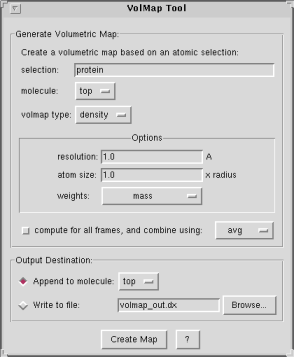 VolMap Tool
Generate Volumetric Map:
Create a volumetric map based on an atomic selection:
selection: protein
molecule: top
volmap type: density
Options
resolution: 1.0 A
atom size: 1.0 x radius
weights: mass
compute for all frames, and combine using: avg
Output Destination:
Append to molecule: top
Write to file: volmap_out.dx Browse...
Create Map ?